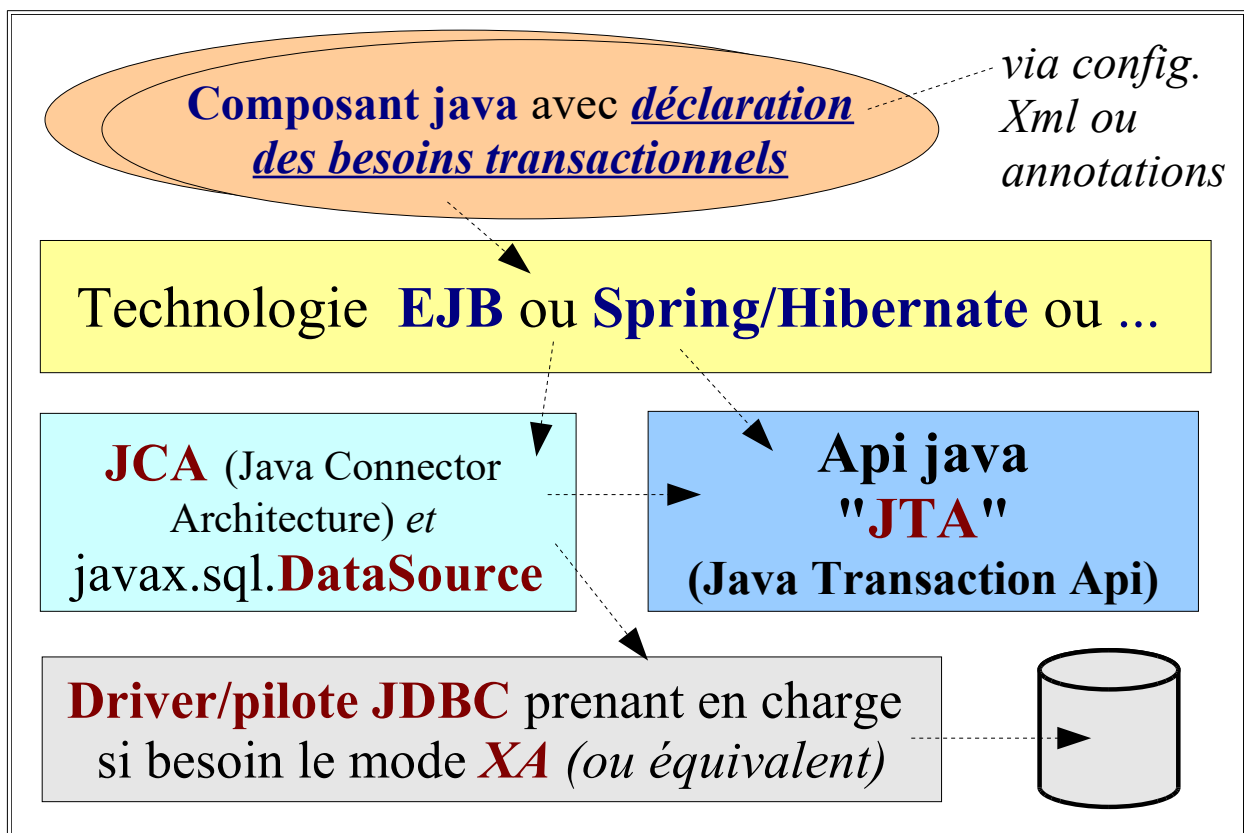 Composant java avec déclaration
des besoins transactionnels
via config.
Xml ou
annotations
Technologie EJB ou Spring/Hibernate ou ...
JCA (Java Connector
Architecture) et
javax.sql.DataSource
Api java
"JTA"
(Java Transaction Api)
Driver/pilote JDBC prenant en charge
si besoin le mode XA (ou équivalent)